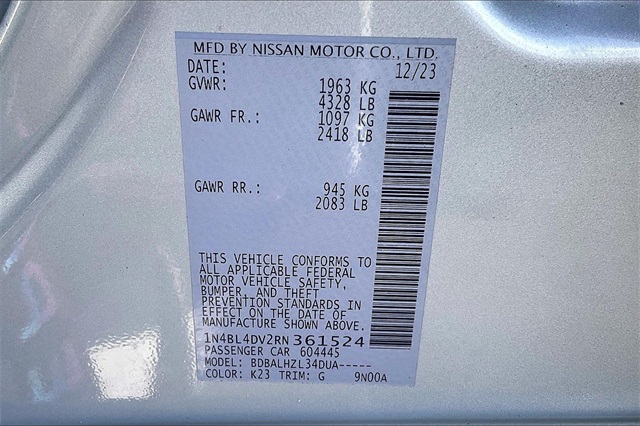 MFD BY NISSAN MOTOR CO., LTD.
DATE: 12/23
GVWR: 1963 KG
4328 LB
GAWR FR.: 1097 KG
2418 LB
GAWR RR.: 945 KG
2083 LB
THIS VEHICLE CONFORMS TO
ALL APPLICABLE FEDERAL
MOTOR VEHICLE SAFETY,
BUMPER, AND THEFT
PREVENTION STANDARDS IN
EFFECT ON THE DATE OF
MANUFACTURE SHOWN ABOVE.
1N4BL4DV2RN361524
PASSENGER CAR 604445
MODEL: BDBALHZL34DUA-----
COLOR: K23 TRIM: G 9N00A